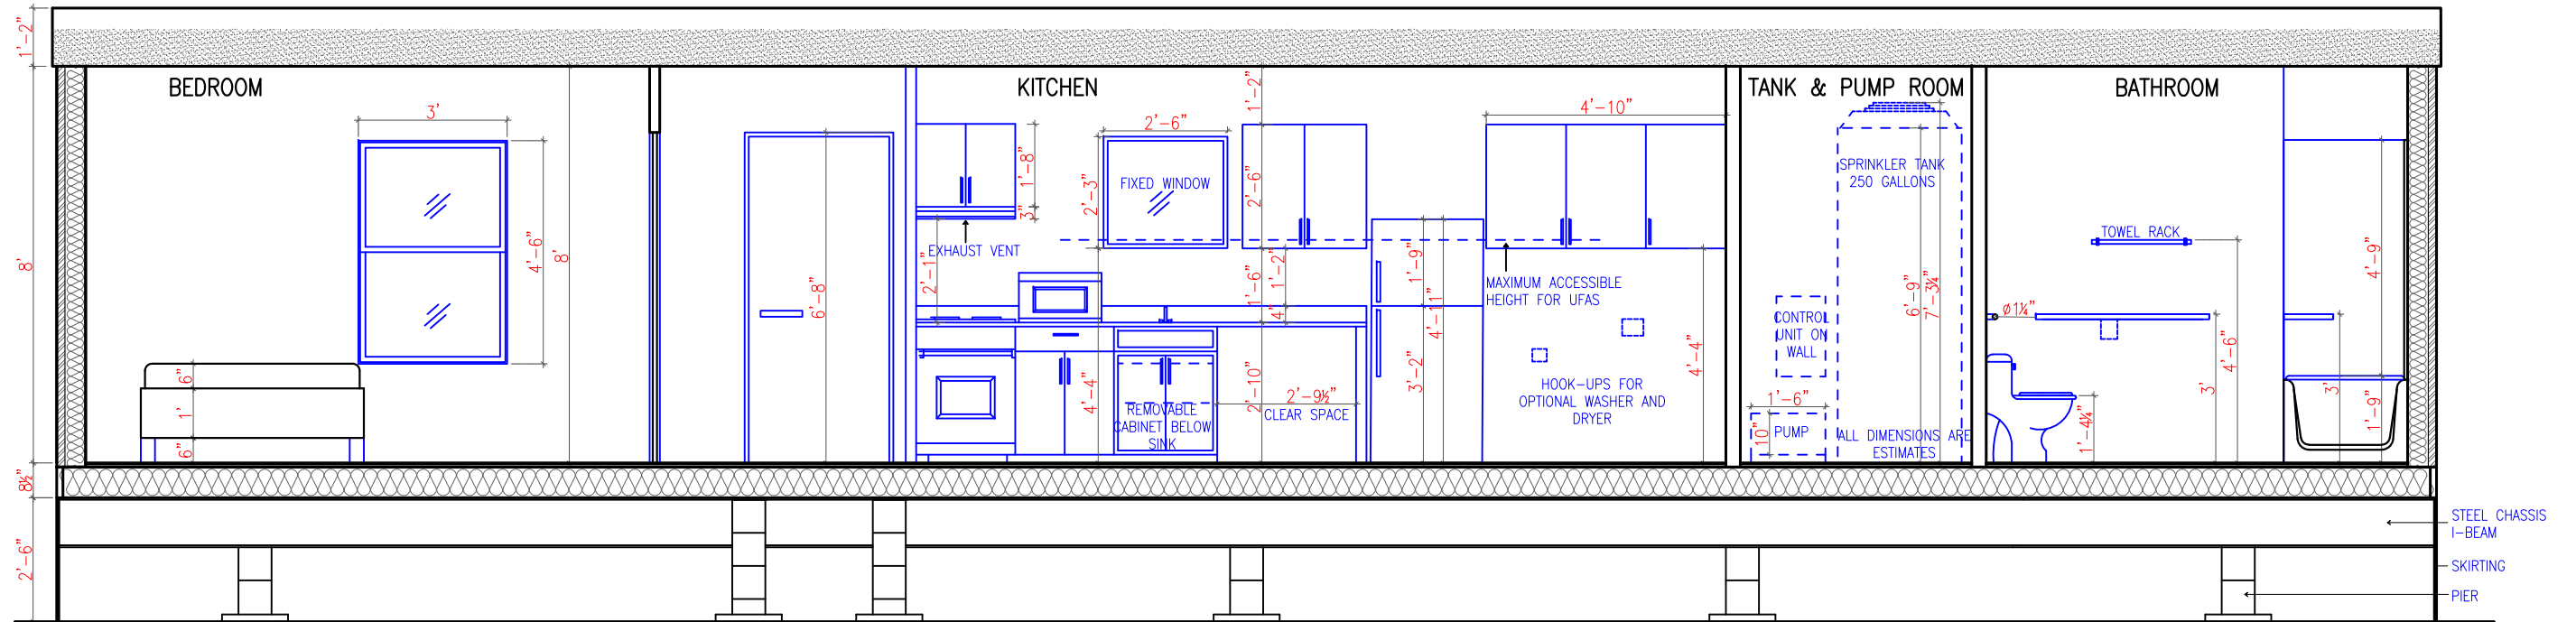 1'-2"
8'
8½"
2'-6"
BEDROOM
3'
4'-6"
8'
6"
1'
6"
KITCHEN
6'-8"
1'-8"
3"
EXHAUST VENT
2'-1"
2'-6"
2'-3"
FIXED WINDOW
4'-4"
REMOVABLE
CABINET BELOW
SINK
1'-2"
2'-6"
1'-6"
1'-2"
4"
2'-10"
2'-9½"
CLEAR SPACE
1'-9"
4'-11"
3'-2"
4'-10"
MAXIMUM ACCESSIBLE
HEIGHT FOR UFAS
HOOK-UPS FOR
OPTIONAL WASHER AND
DRYER
4'-4"
TANK & PUMP ROOM
SPRINKLER TANK
250 GALLONS
6'-9"
7'-3¼"
CONTROL
UNIT ON
WALL
1'-6"
10"
PUMP
ALL DIMENSIONS ARE
ESTIMATES
BATHROOM
TOWEL RACK
Ø1¼"
1'-4¼"
3'
4'-6"
4'-9"
3'
1'-9"
STEEL CHASSIS
I-BEAM
SKIRTING
PIER